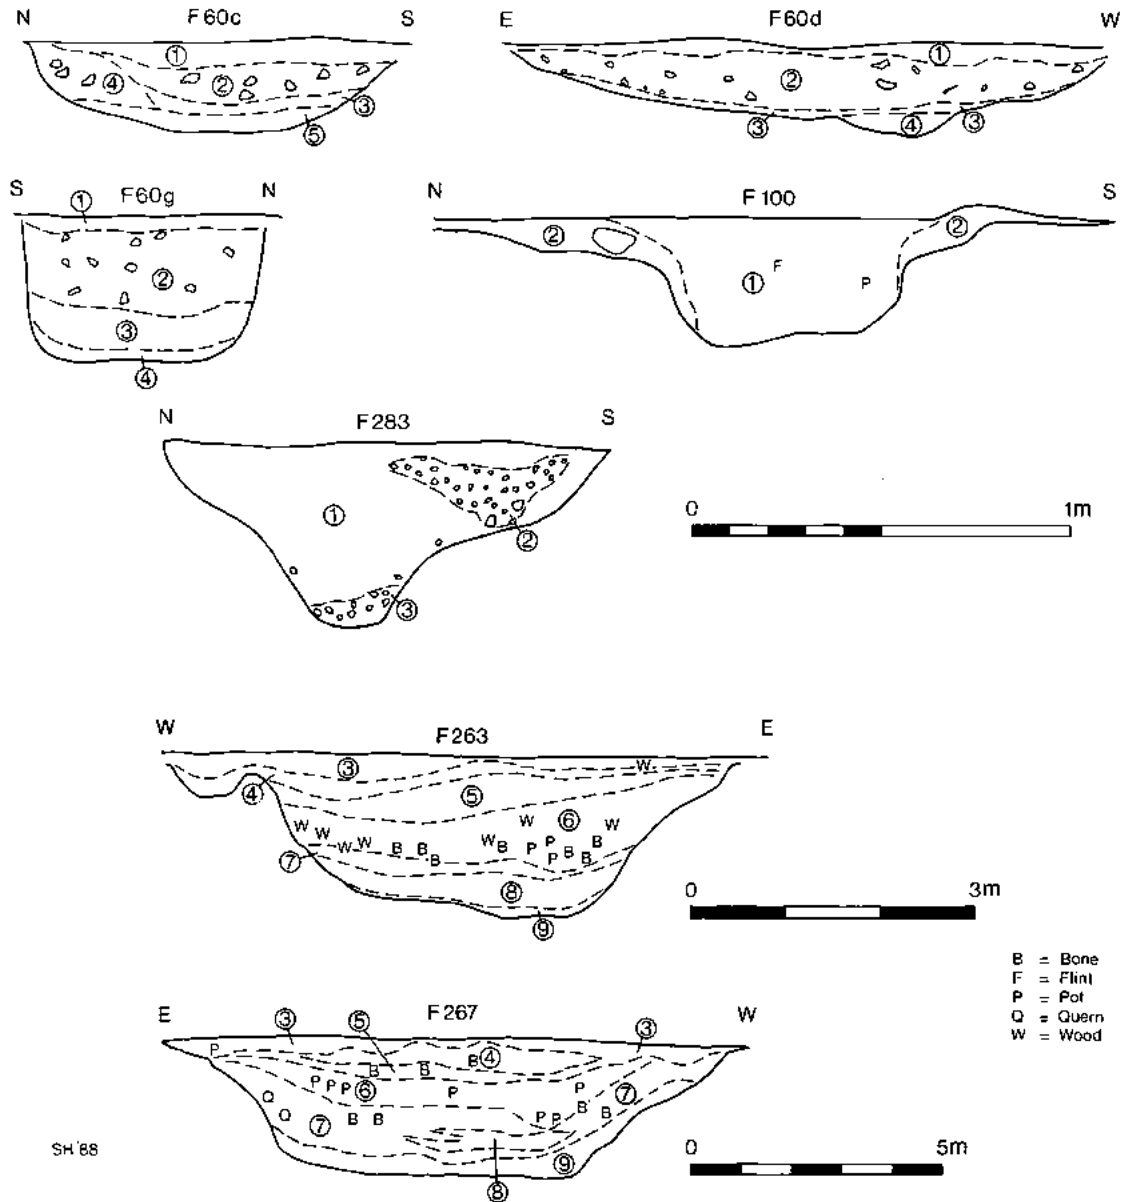 N F60c S
①
④ ②
③
⑤
E F60d W
①
②
③ ④ ③
S F60g N
①
②
③
④
N F100 S
② ②
F
① P
N F283 S
①
②
③
0 1m
W F263 E
③ W
④ ⑤
W ⑥ W
W W W W B B B W B P P P B B B
⑦
⑧
⑨
0 3m
B = Bone
F = Flint
P = Pot
Q = Quern
W = Wood
E F267 W
③ ⑤ ③
P B B B ④
P P P ⑥ P P
Q Q ⑦ B B P P B B ⑦
⑧ ⑨
SH '88
0 5m